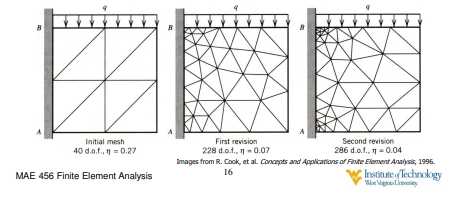 q
q
q
B
B
B
A
A
A
Initial mesh
40 d.o.f., η = 0.27
First revision
228 d.o.f., η = 0.07
Second revision
286 d.o.f., η = 0.04
Images from R. Cook, et al. Concepts and Applications of Finite Element Analysis, 1996.
MAE 456 Finite Element Analysis
16
Institute of Technology
West Virginia University.